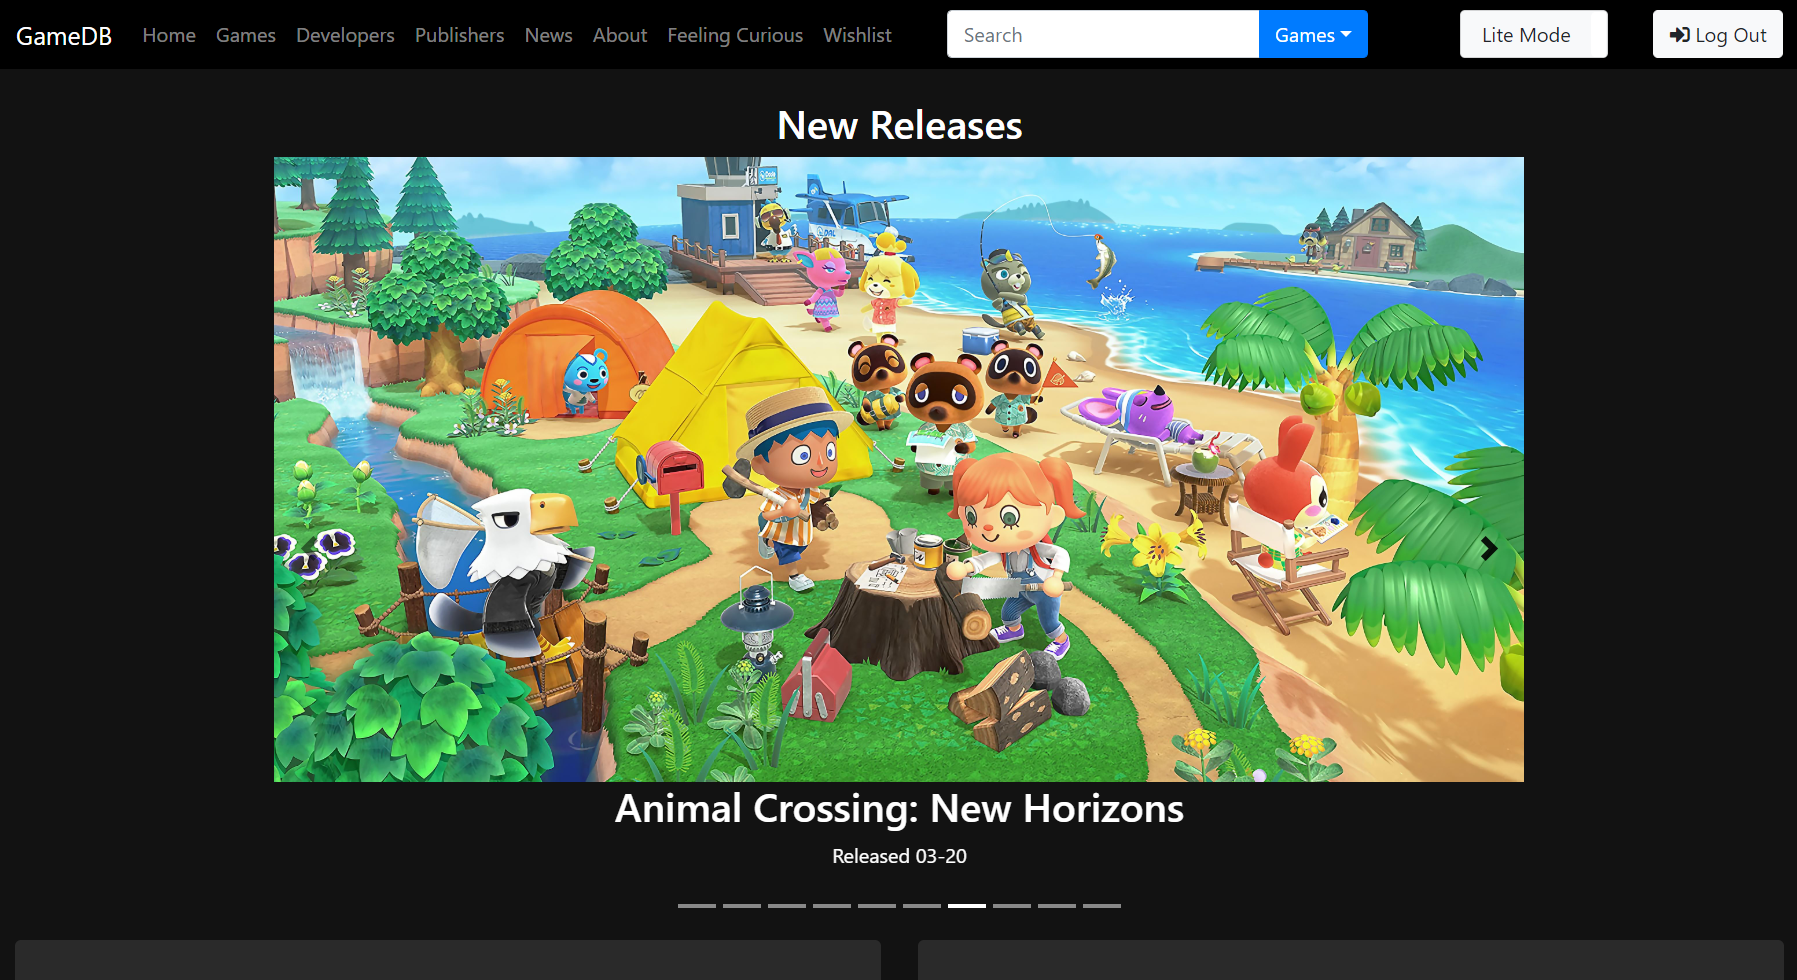 GameDB Home Games Developers Publishers News About Feeling Curious Wishlist Search Games Lite Mode Log Out
New Releases
Animal Crossing: New Horizons
Released 03-20